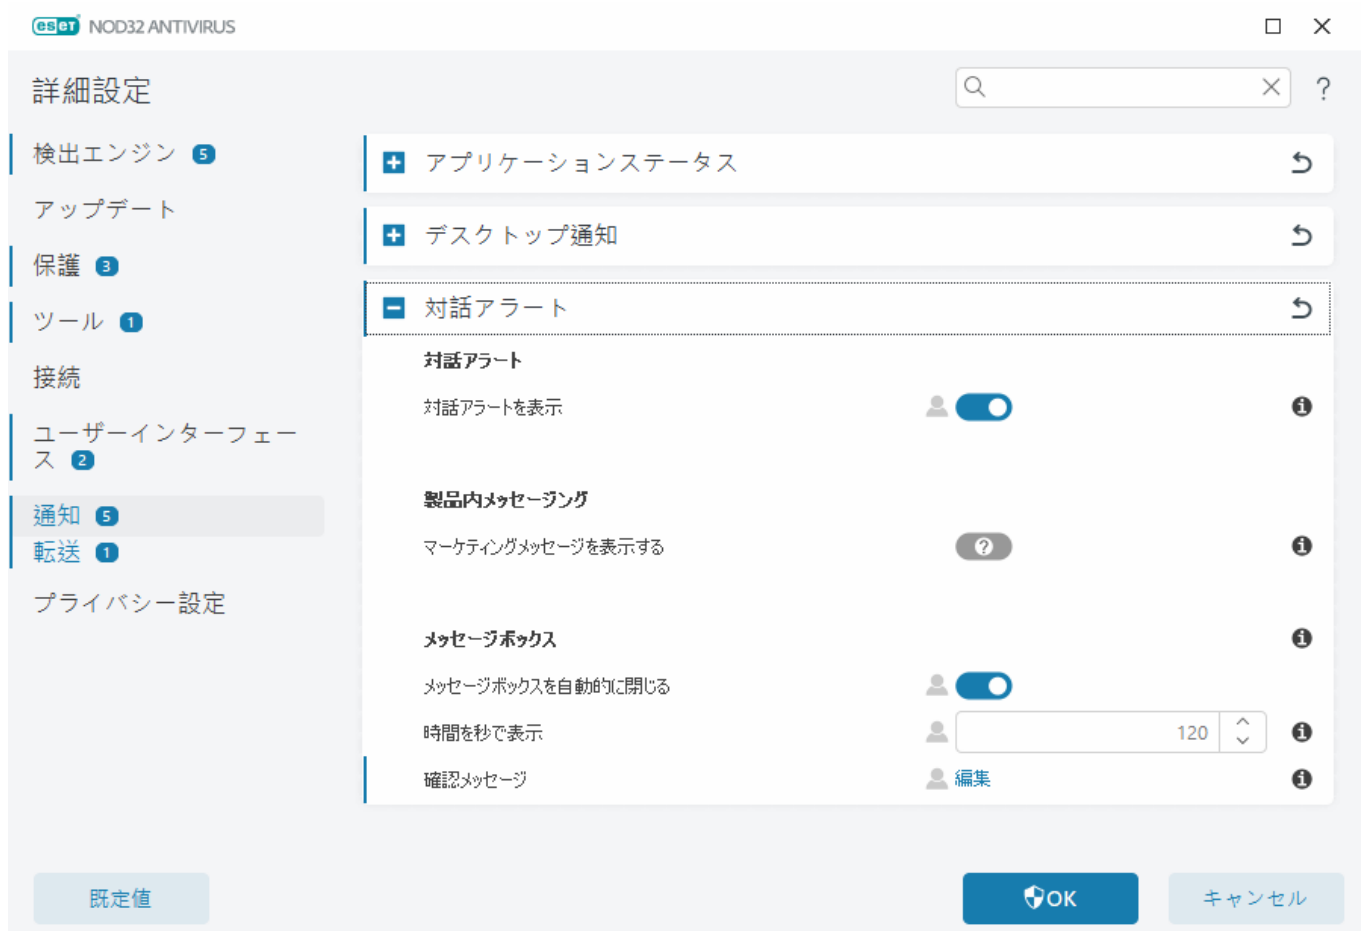 eset NOD32 ANTIVIRUS
詳細設定
?
検出エンジン 5
アップデート
保護 3
ツール 1
接続
ユーザーインターフェー
ス 2
通知 5
転送 1
プライバシー設定
アプリケーションステータス
デスクトップ通知
対話アラート
対話アラート
対話アラートを表示
製品内メッセージング
マーケティングメッセージを表示する
?
メッセージボックス
メッセージボックスを自動的に閉じる
時間を秒で表示
120
確認メッセージ
編集
既定値
OK
キャンセル